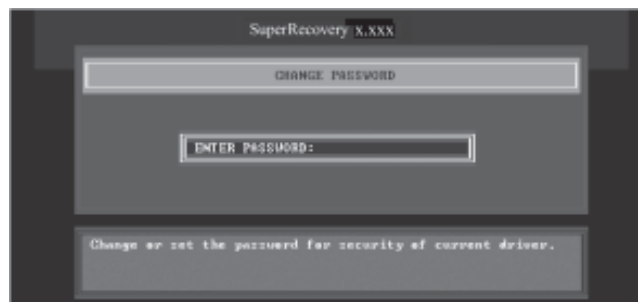 SuperRecovery x.xxx
CHANGE PASSWORD
ENTER PASSWORD:
Change or set the password for security of current driver.